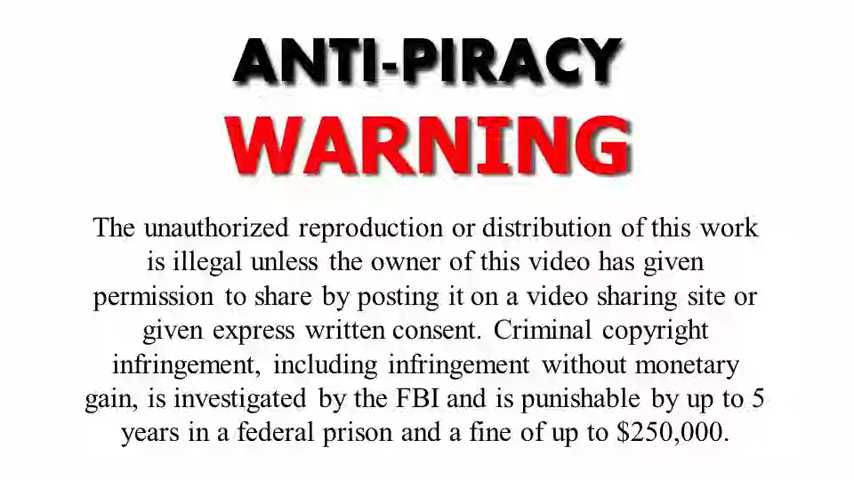 ANTI-PIRACY
WARNING
The unauthorized reproduction or distribution of this work
is illegal unless the owner of this video has given
permission to share by posting it on a video sharing site or
given express written consent. Criminal copyright
infringement, including infringement without monetary
gain, is investigated by the FBI and is punishable by up to 5
years in a federal prison and a fine of up to $250,000.